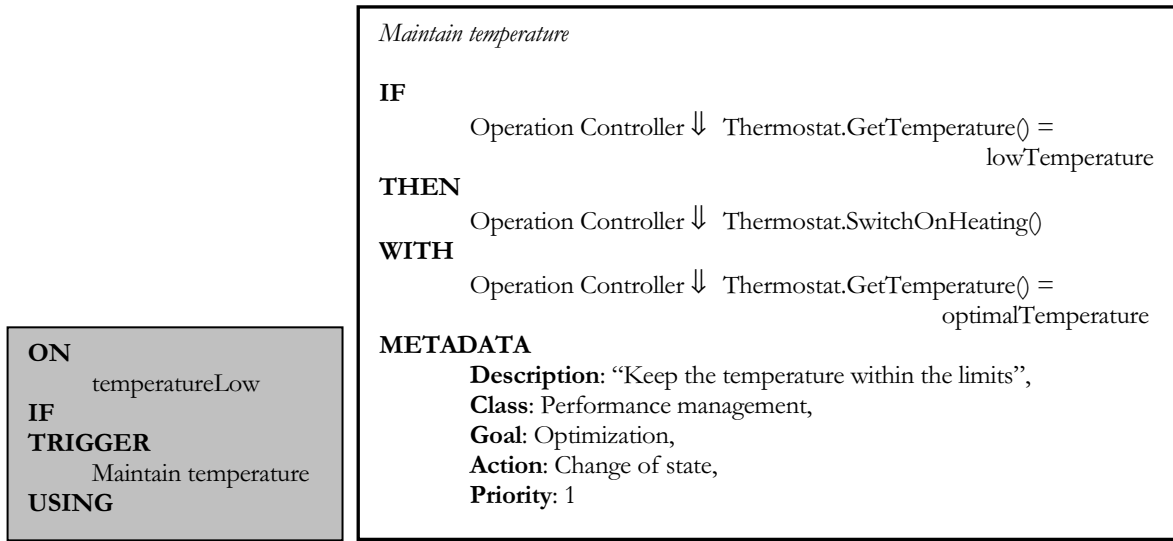 Maintain temperature
IF
Operation Controller ⇓ Thermostat.GetTemperature() =
lowTemperature
THEN
Operation Controller ⇓ Thermostat.SwitchOnHeating()
WITH
Operation Controller ⇓ Thermostat.GetTemperature() =
optimalTemperature
METADATA
Description: “Keep the temperature within the limits”,
Class: Performance management,
Goal: Optimization,
Action: Change of state,
Priority: 1
ON
temperatureLow
IF
TRIGGER
Maintain temperature
USING